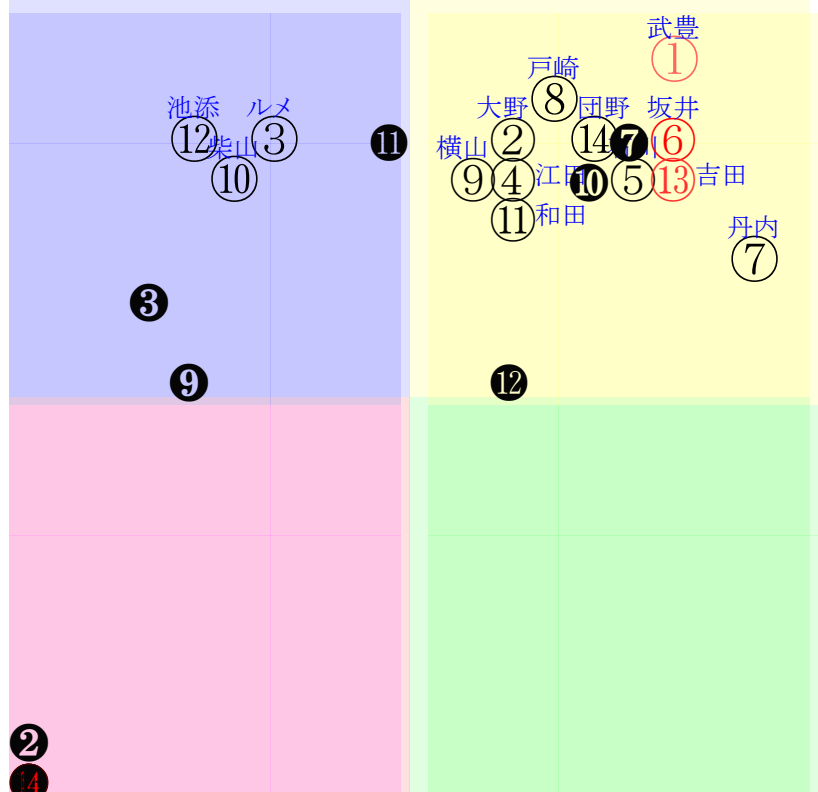 武豊
①
戸崎
⑧
池添
ルメ
大野
団野
坂井
⑫
③
⓫
②
⑭
❼
⑥
柴山
横山
川
⑩
⑨
④
江田
❿
⑤
⑬
吉田
⑪
和田
丹内
⑦
❸
❾
⓬
❷
⓮